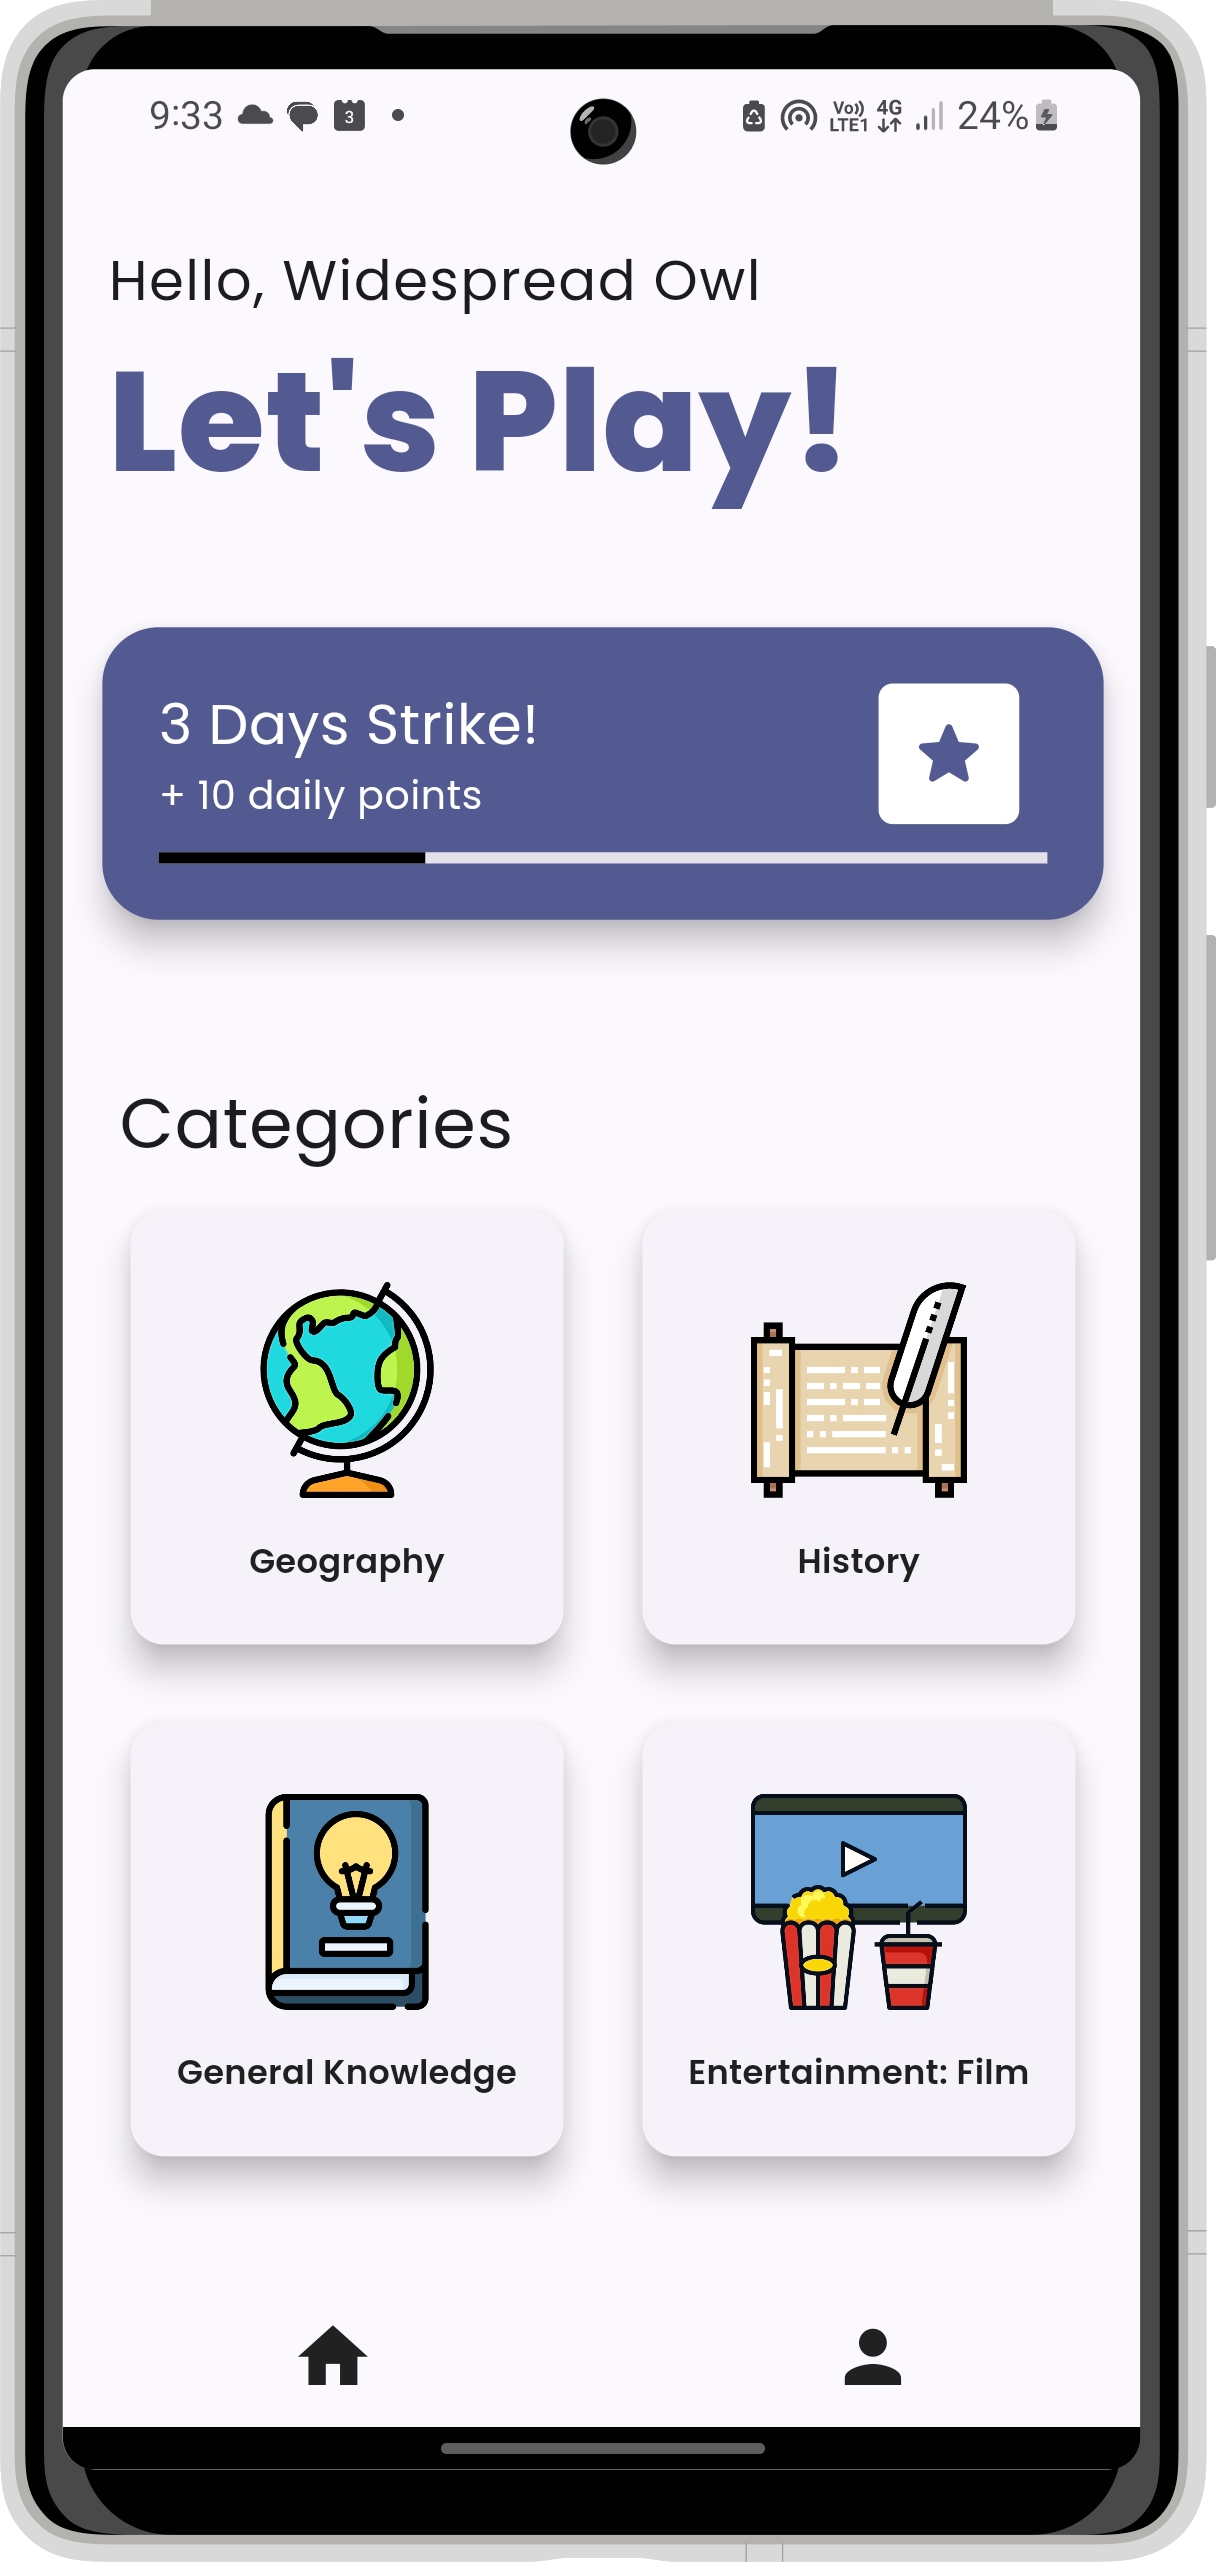 9:33
3
Vo))
LTE1
4G
24%
Hello, Widespread Owl
Let's Play!
3 Days Strike!
+ 10 daily points
Categories
Geography
History
General Knowledge
Entertainment: Film